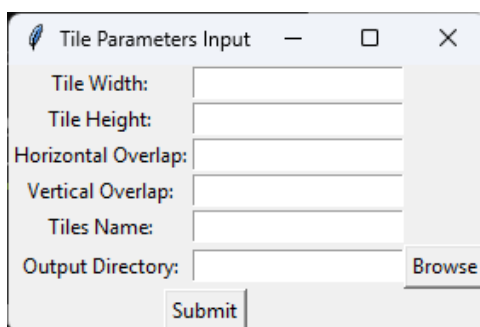 Tile Parameters Input
Tile Width:
Tile Height:
Horizontal Overlap:
Vertical Overlap:
Tiles Name:
Output Directory: Browse
Submit